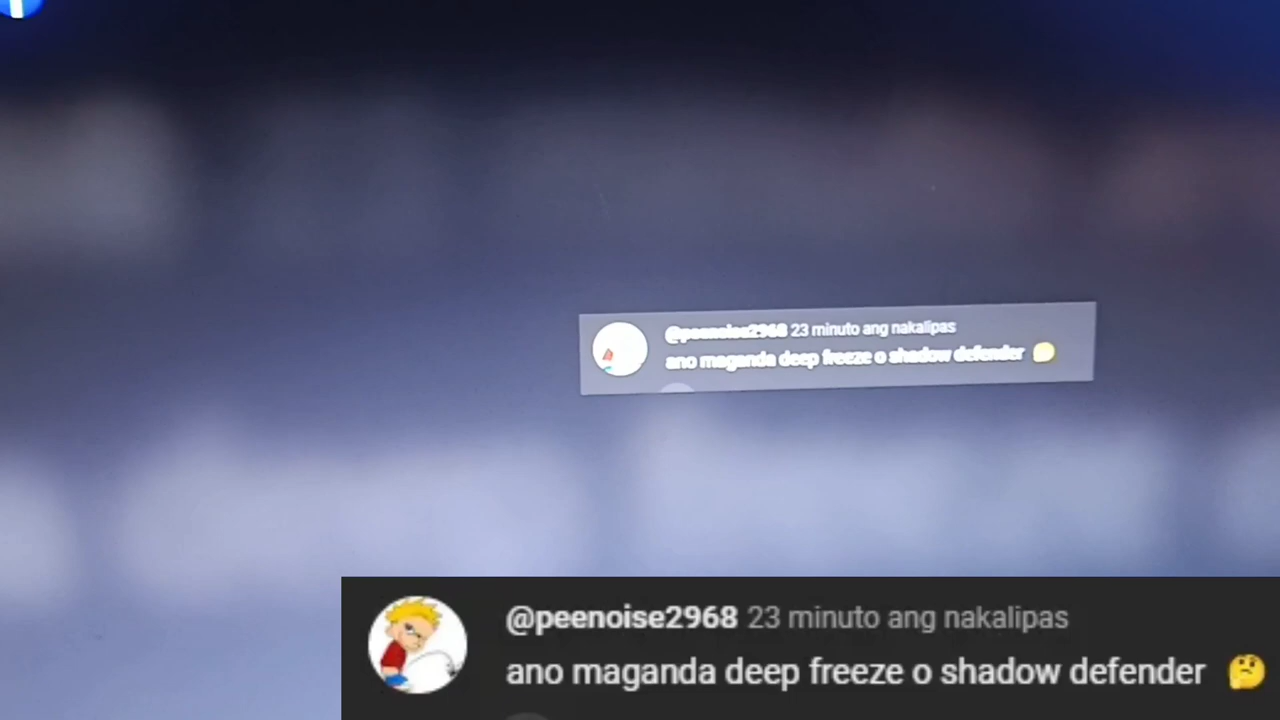 @peenoise2968 23 minuto ang nakalipas
ano maganda deep freeze o shadow defender 🤔
@peenoise2968 23 minuto ang nakalipas
ano maganda deep freeze o shadow defender 🤔